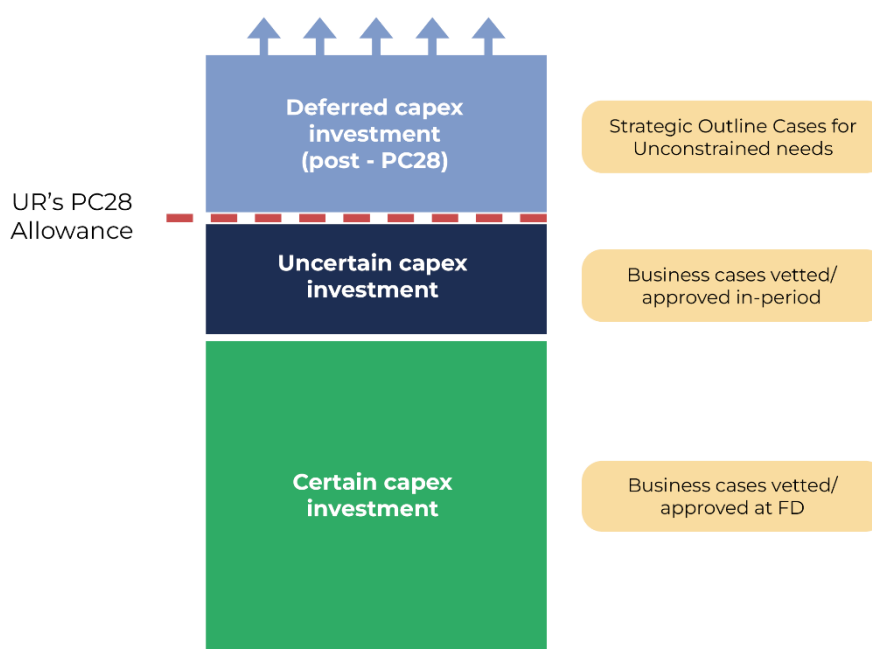 Deferred capex
investment
(post - PC28)
Strategic Outline Cases for
Unconstrained needs
UR’s PC28
Allowance
Uncertain capex
investment
Business cases vetted/
approved in-period
Certain capex
investment
Business cases vetted/
approved at FD